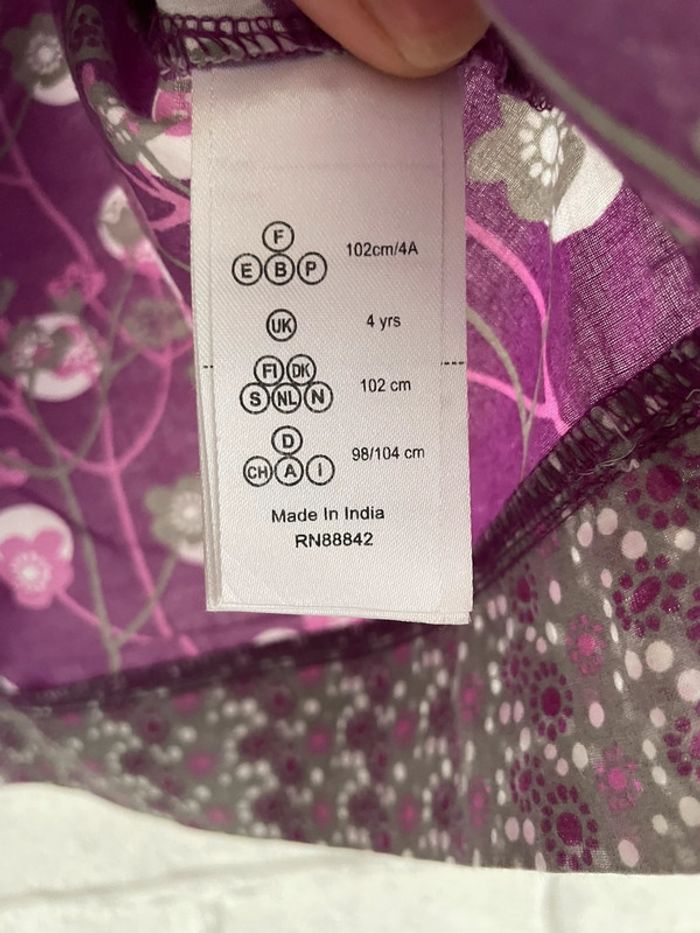 F
E B P 102cm/4A
UK 4 yrs
FI DK
S NL N 102 cm
D
CH A I 98/104 cm
Made In India
RN88842